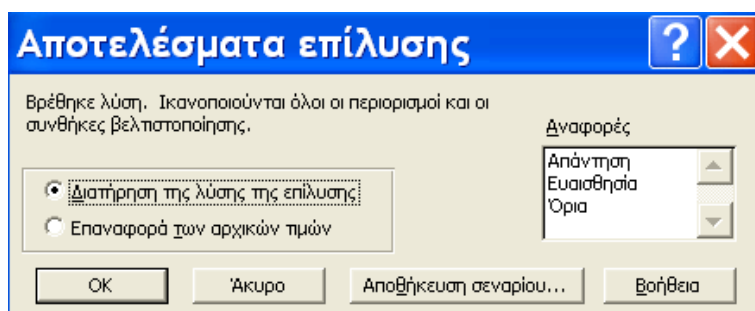 Αποτελέσματα επίλυσης
Βρέθηκε λύση. Ικανοποιούνται όλοι οι περιορισμοί και οι
συνθήκες βελτιστοποίησης.
Αναφορές
Απάντηση
Ευαισθησία
Όρια
Διατήρηση της λύσης της επίλυσης
Επαναφορά των αρχικών τιμών
OK
Άκυρο
Αποθήκευση σεναρίου...
Βοήθεια